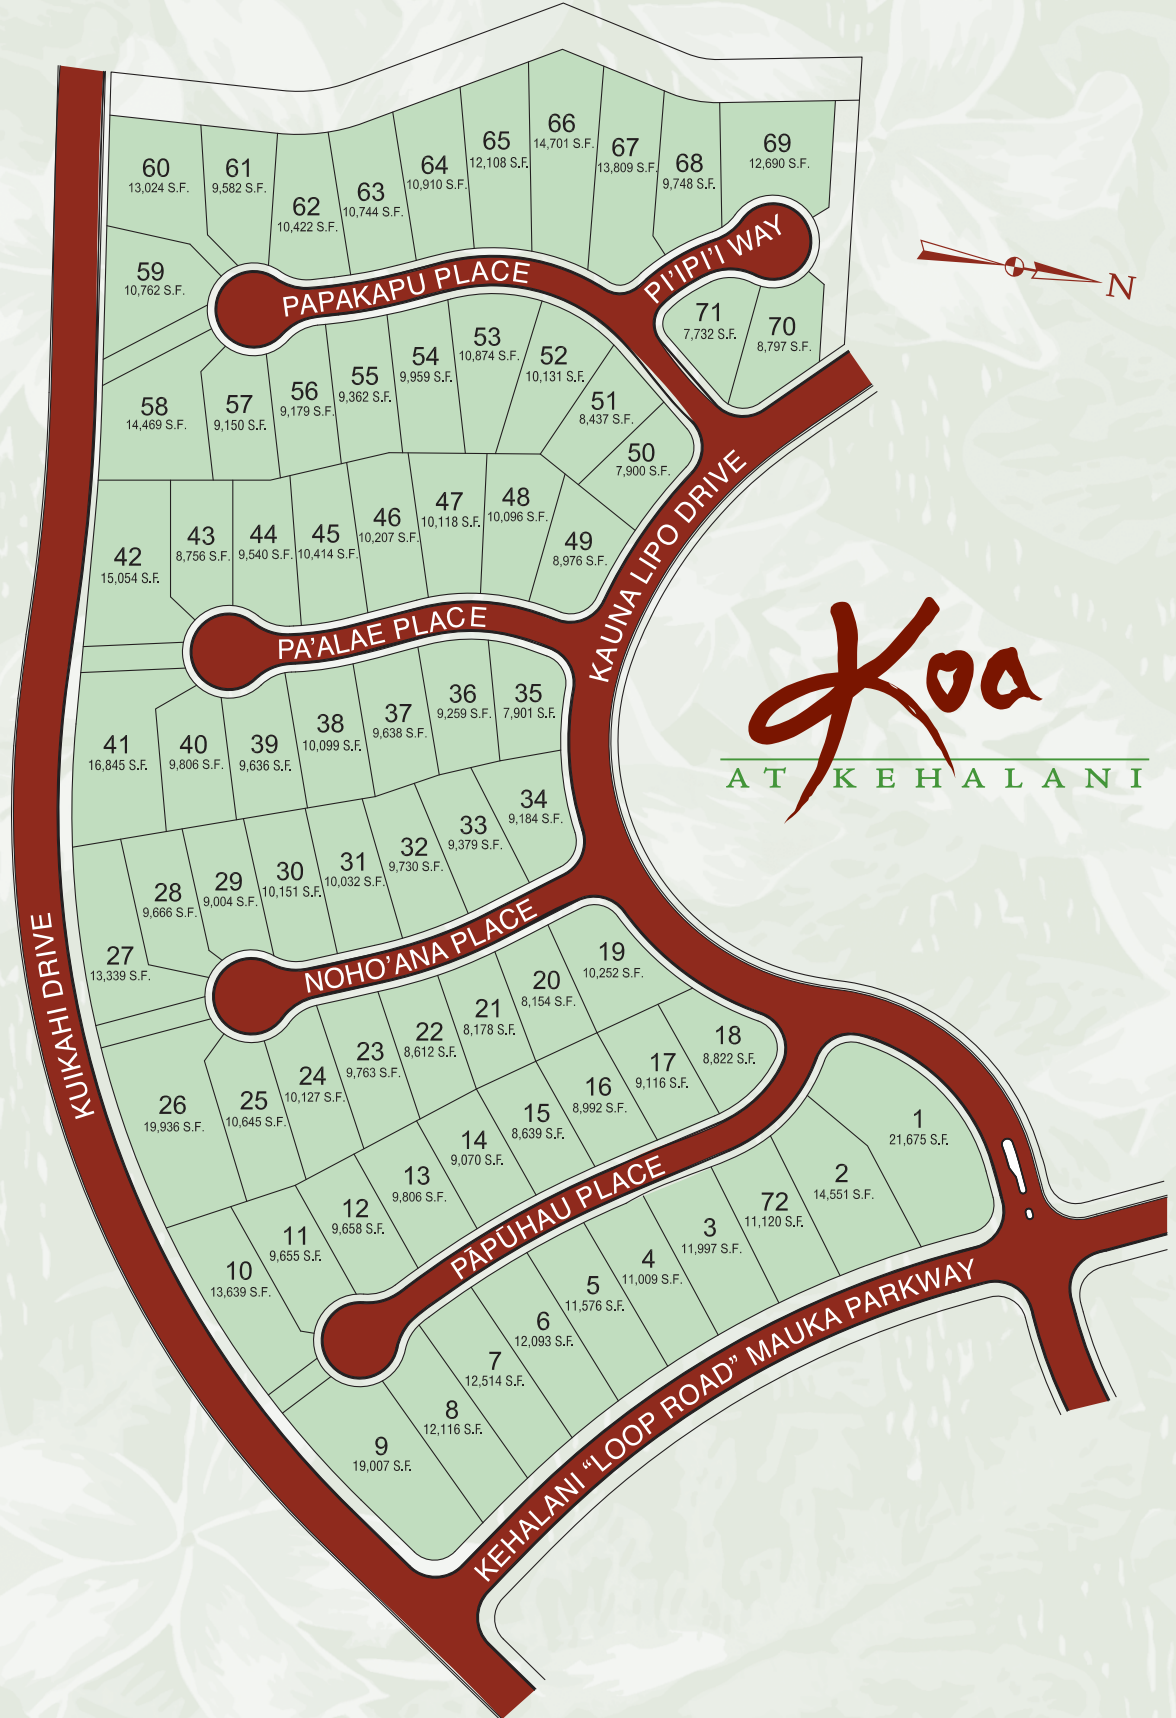 60
13,024 S.F.
61
9,582 S.F.
62
10,422 S.F.
63
10,744 S.F.
64
10,910 S.F.
65
12,108 S.F.
66
14,701 S.F.
67
13,809 S.F.
68
9,748 S.F.
69
12,690 S.F.
59
10,762 S.F.
PAPAKAPU PLACE
PI'IPI'I WAY
71
7,732 S.F.
70
8,797 S.F.
N
58
14,469 S.F.
57
9,150 S.F.
56
9,179 S.F.
55
9,362 S.F.
54
9,959 S.F.
53
10,874 S.F.
52
10,131 S.F.
51
8,437 S.F.
50
7,900 S.F.
42
15,054 S.F.
43
8,756 S.F.
44
9,540 S.F.
45
10,414 S.F.
46
10,207 S.F.
47
10,118 S.F.
48
10,096 S.F.
49
8,976 S.F.
KAUNA LIPO DRIVE
PA'ALAE PLACE
Koa
AT KEHALANI
41
16,845 S.F.
40
9,806 S.F.
39
9,636 S.F.
38
10,099 S.F.
37
9,638 S.F.
36
9,259 S.F.
35
7,901 S.F.
34
9,184 S.F.
33
9,379 S.F.
32
9,730 S.F.
31
10,032 S.F.
30
10,151 S.F.
29
9,004 S.F.
28
9,666 S.F.
27
13,339 S.F.
KUIKAHI DRIVE
NOHO'ANA PLACE
26
19,936 S.F.
25
10,645 S.F.
24
10,127 S.F.
23
9,763 S.F.
22
8,612 S.F.
21
8,178 S.F.
20
8,154 S.F.
19
10,252 S.F.
18
8,822 S.F.
17
9,116 S.F.
16
8,992 S.F.
15
8,639 S.F.
14
9,070 S.F.
13
9,806 S.F.
12
9,658 S.F.
11
9,655 S.F.
10
13,639 S.F.
PĀPŪHAU PLACE
1
21,675 S.F.
2
14,551 S.F.
72
11,120 S.F.
3
11,997 S.F.
4
11,009 S.F.
5
11,576 S.F.
6
12,093 S.F.
7
12,514 S.F.
8
12,116 S.F.
9
19,007 S.F.
KEHALANI “LOOP ROAD” MAUKA PARKWAY